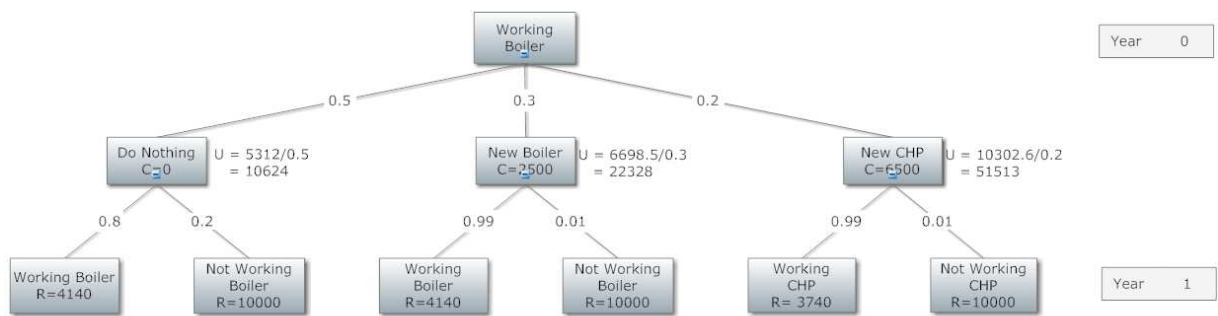 Working
Boiler
Year 0
0.5
0.3
0.2
Do Nothing
C=0
U = 5312/0.5
= 10624
New Boiler
C=2500
U = 6698.5/0.3
= 22328
New CHP
C=6500
U = 10302.6/0.2
= 51513
0.8
0.2
0.99
0.01
0.99
0.01
Working Boiler
R=4140
Not Working
Boiler
R=10000
Working
Boiler
R=4140
Not Working
Boiler
R=10000
Working
CHP
R= 3740
Not Working
CHP
R=10000
Year 1